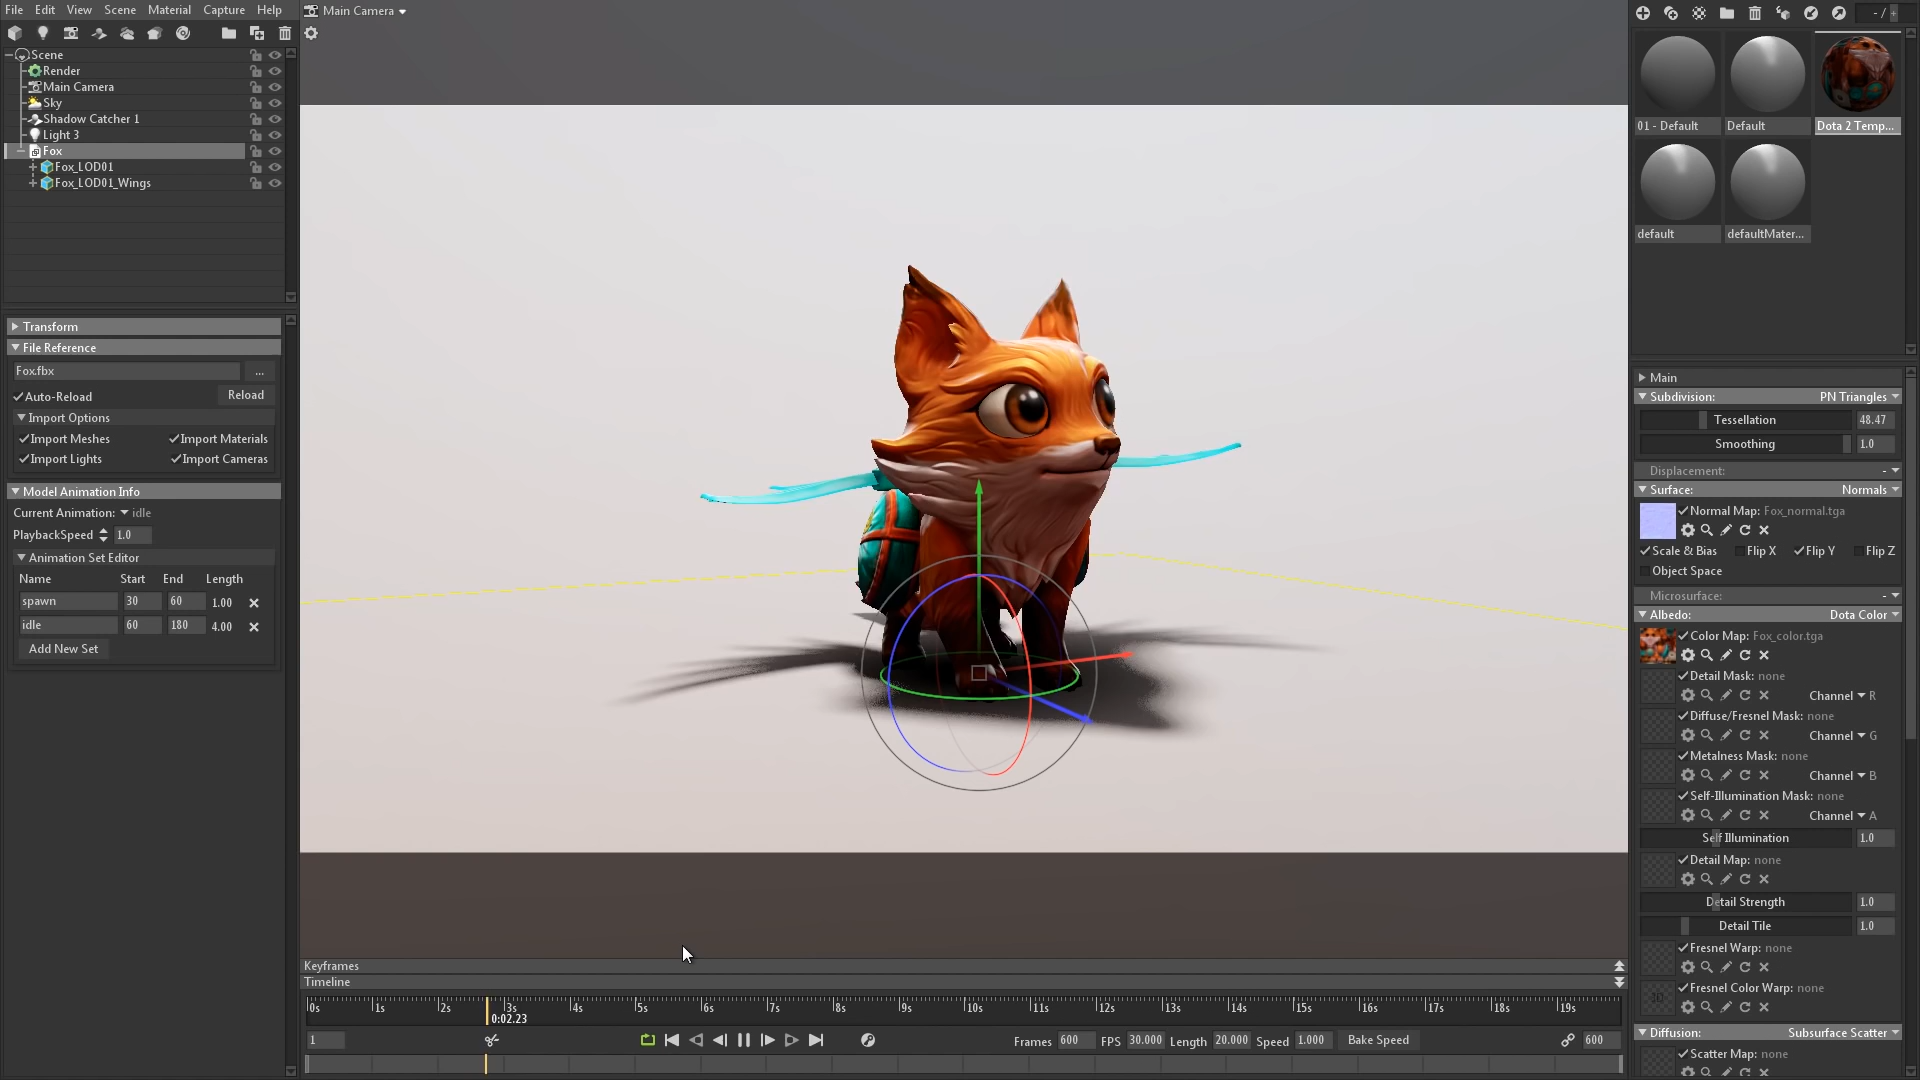 File Edit View Scene Material Capture Help
Main Camera
- / +
Scene
Render
Main Camera
Sky
Shadow Catcher 1
Light 3
Fox
Fox_LOD01
Fox_LOD01_Wings
01 - Default
Default
Dota 2 Temp...
default
defaultMater...
Transform
File Reference
Fox.fbx
...
Auto-Reload
Reload
Import Options
Import Meshes
Import Materials
Import Lights
Import Cameras
Model Animation Info
Current Animation: idle
PlaybackSpeed 1.0
Animation Set Editor
Name Start End Length
spawn 30 60 1.00
idle 60 180 4.00
Add New Set
Main
Subdivision: PN Triangles
Tessellation 48.47
Smoothing 1.0
Displacement: -
Surface: Normals
Normal Map: Fox_normal.tga
Scale & Bias Flip X Flip Y Flip Z
Object Space
Microsurface: -
Albedo: Dota Color
Color Map: Fox_color.tga
Detail Mask: none
Channel R
Diffuse/Fresnel Mask: none
Channel G
Metalness Mask: none
Channel B
Self-Illumination Mask: none
Channel A
Self Illumination 1.0
Detail Map: none
Detail Strength 1.0
Detail Tile 1.0
Fresnel Warp: none
Fresnel Color Warp: none
Diffusion: Subsurface Scatter
Scatter Map: none
Keyframes
Timeline
0s 1s 2s 3s 4s 5s 6s 7s 8s 9s 10s 11s 12s 13s 14s 15s 16s 17s 18s 19s
0:02.23
1
Frames 600 FPS 30.000 Length 20.000 Speed 1.000 Bake Speed
600